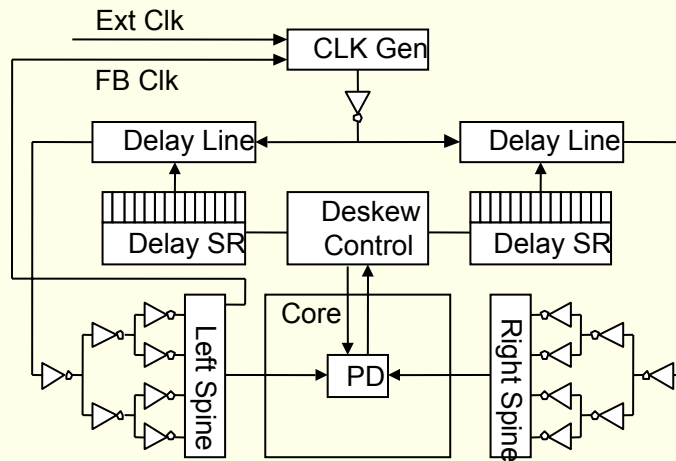 Ext Clk
CLK Gen
FB Clk
Delay Line
Delay Line
Delay SR
Deskew
Control
Delay SR
Core
Left Spine
PD
Right Spine